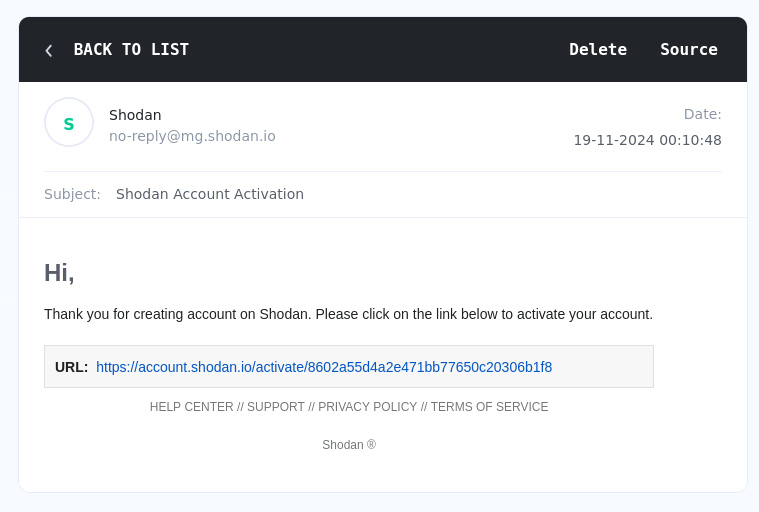 BACK TO LIST Delete Source
S
Shodan
no-reply@mg.shodan.io
Date:
19-11-2024 00:10:48
Subject: Shodan Account Activation
Hi,
Thank you for creating account on Shodan. Please click on the link below to activate your account.
URL: https://account.shodan.io/activate/8602a55d4a2e471bb77650c20306b1f8
HELP CENTER // SUPPORT // PRIVACY POLICY // TERMS OF SERVICE
Shodan ®